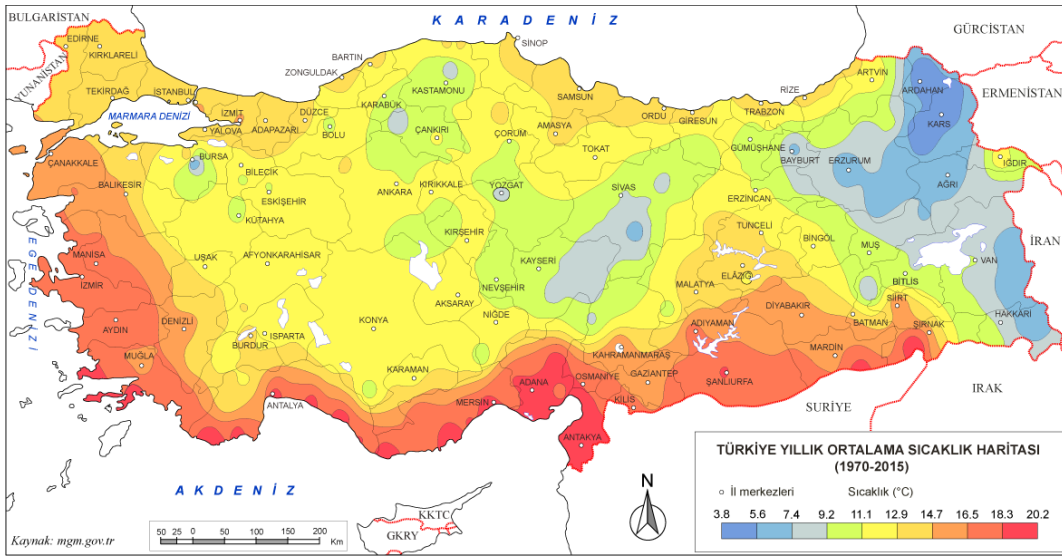 BULGARİSTAN
K A R A D E N İ Z
GÜRCİSTAN
EDİRNE
KIRKLARELİ
SİNOP
YUNANİSTAN
BARTIN
ZONGULDAK
KASTAMONU
ARTVİN
ARDAHAN
ERMENİSTAN
TEKİRDAĞ
İSTANBUL
KARABÜK
SAMSUN
RİZE
MARMARA DENİZİ
İZMİT
DÜZCE
ORDU
GİRESUN
TRABZON
KARS
YALOVA
ADAPAZARI
BOLU
ÇANKIRI
ÇORUM
AMASYA
ÇANAKKALE
BURSA
TOKAT
GÜMÜŞHANE
BAYBURT
ERZURUM
IĞDIR
BİLECİK
AĞRI
BALIKESİR
ESKİŞEHİR
ANKARA
KIRIKKALE
YOZGAT
SİVAS
ERZİNCAN
KÜTAHYA
E G E D E N İ Z İ
KIRŞEHİR
TUNCELİ
BİNGÖL
MUŞ
İRAN
MANİSA
UŞAK
AFYONKARAHİSAR
KAYSERİ
ELÂZIĞ
VAN
İZMİR
NEVŞEHİR
MALATYA
BİTLİS
AKSARAY
DİYABAKIR
SİİRT
AYDIN
DENİZLİ
KONYA
NİĞDE
BATMAN
HAKKARİ
ISPARTA
ADIYAMAN
ŞIRNAK
BURDUR
KAHRAMANMARAŞ
MARDİN
MUĞLA
KARAMAN
OSMANİYE
GAZİANTEP
ŞANLIURFA
ADANA
ANTALYA
MERSİN
KİLİS
SURİYE
IRAK
ANTAKYA
A K D E N İ Z
KKTC
GKRY
N
50 25 0 50 100 150 200
Km
Kaynak: mgm.gov.tr
TÜRKİYE YILLIK ORTALAMA SICAKLIK HARİTASI
(1970-2015)
İl merkezleri Sıcaklık (°C)
3.8 5.6 7.4 9.2 11.1 12.9 14.7 16.5 18.3 20.2